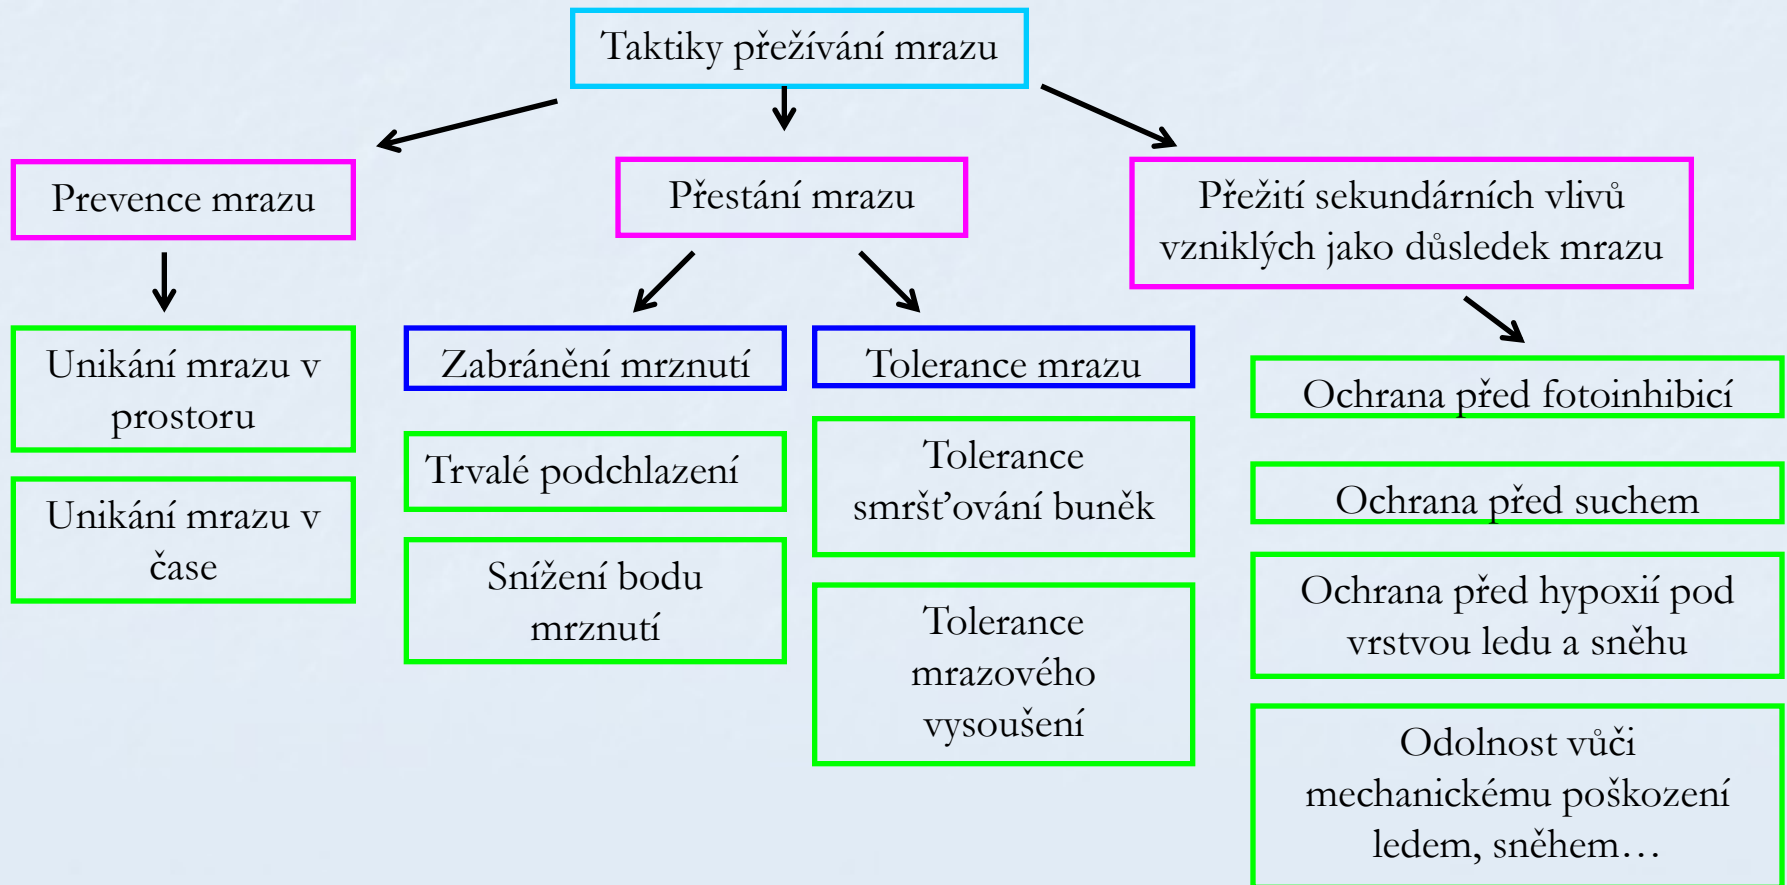 Taktiky přežívání mrazu
Prevence mrazu
Přestání mrazu
Přežití sekundárních vlivů
vzniklých jako důsledek mrazu
Unikání mrazu v
prostoru
Unikání mrazu v
čase
Zabránění mrznutí
Trvalé podchlazení
Snížení bodu
mrznutí
Tolerance mrazu
Tolerance
smršťování buněk
Tolerance
mrazového
vysoušení
Ochrana před fotoinhibicí
Ochrana před suchem
Ochrana před hypoxií pod
vrstvou ledu a sněhu
Odolnost vůči
mechanickému poškození
ledem, sněhem…